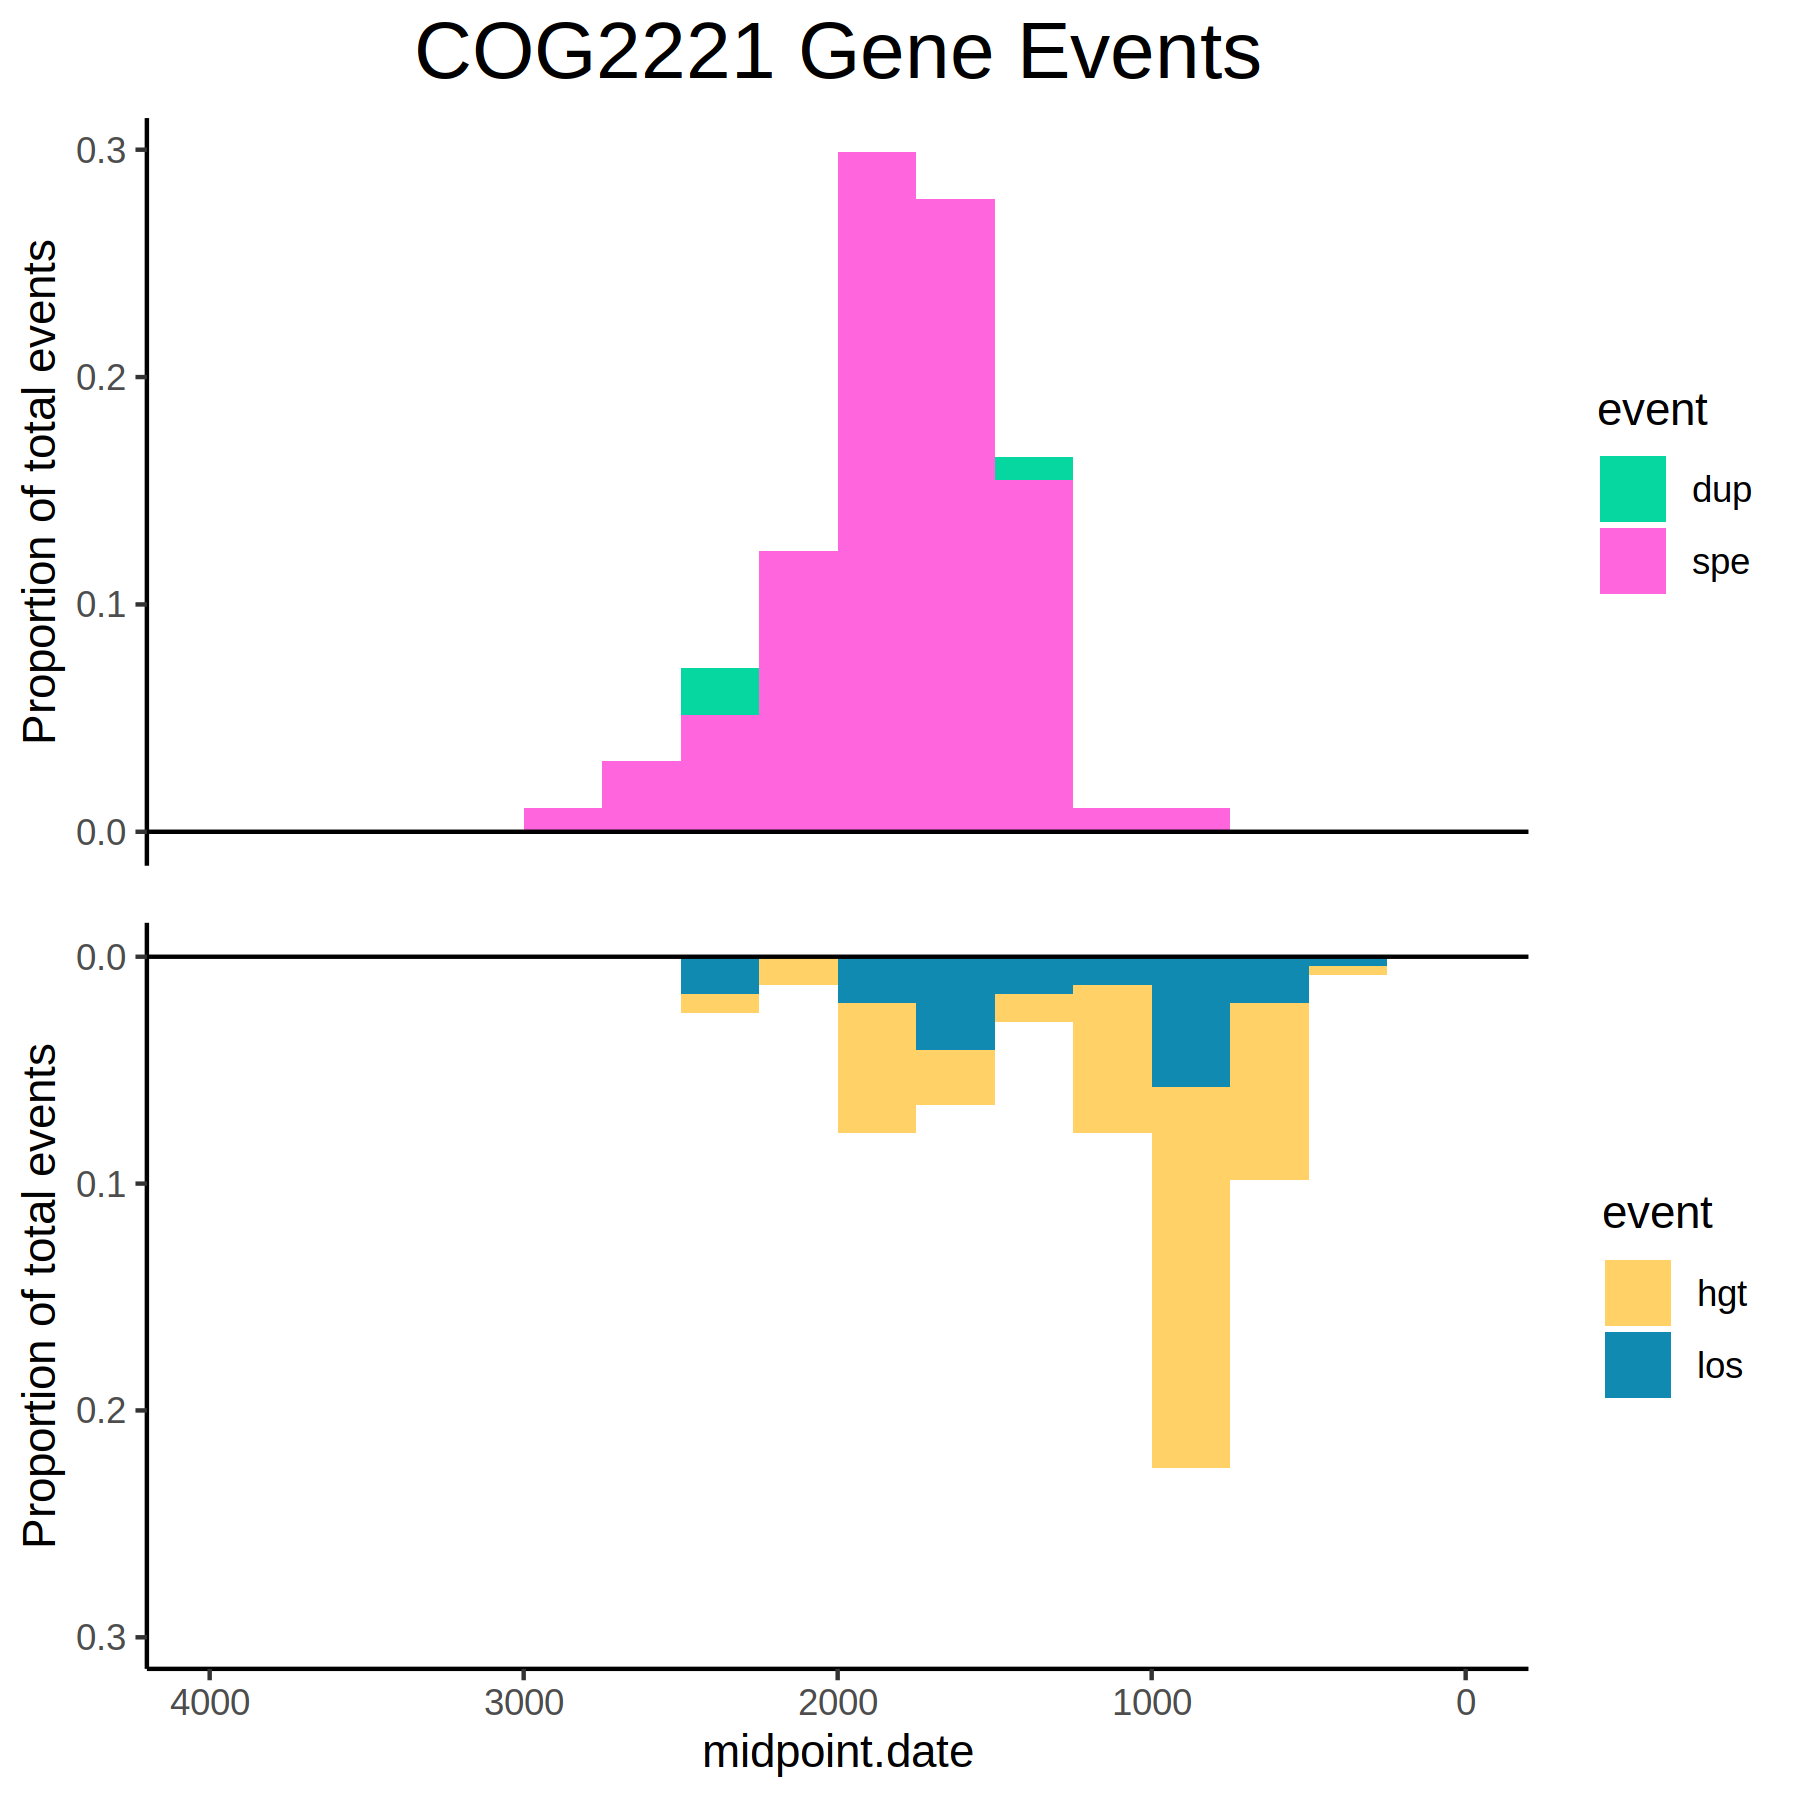 COG2221 Gene Events
Proportion of total events
0.3
0.2
0.1
0.0
event
dup
spe
Proportion of total events
0.0
0.1
0.2
0.3
event
hgt
los
4000 3000 2000 1000 0
midpoint.date